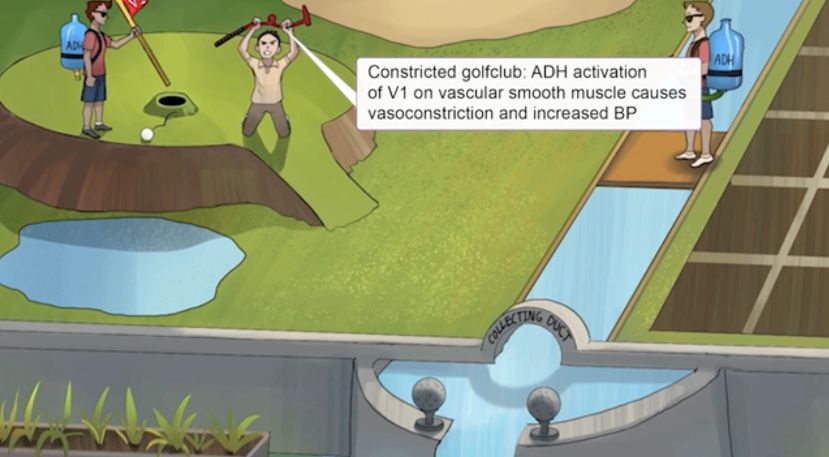 ADH
Constricted golfclub: ADH activation
of V1 on vascular smooth muscle causes
vasoconstriction and increased BP
ADH
COLLECTING DUCT